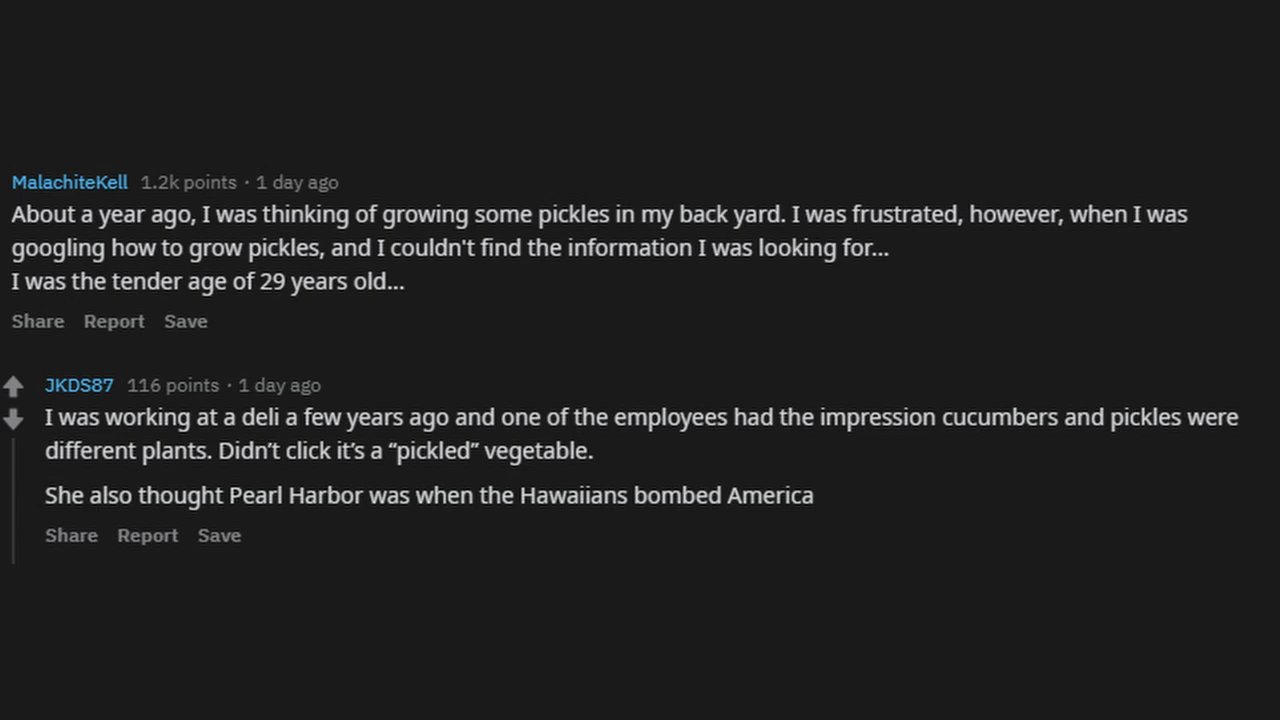 MalachiteKell 1.2k points · 1 day ago
About a year ago, I was thinking of growing some pickles in my back yard. I was frustrated, however, when I was
googling how to grow pickles, and I couldn't find the information I was looking for...
I was the tender age of 29 years old...
Share Report Save
JKDS87 116 points · 1 day ago
I was working at a deli a few years ago and one of the employees had the impression cucumbers and pickles were
different plants. Didn’t click it’s a “pickled” vegetable.
She also thought Pearl Harbor was when the Hawaiians bombed America
Share Report Save